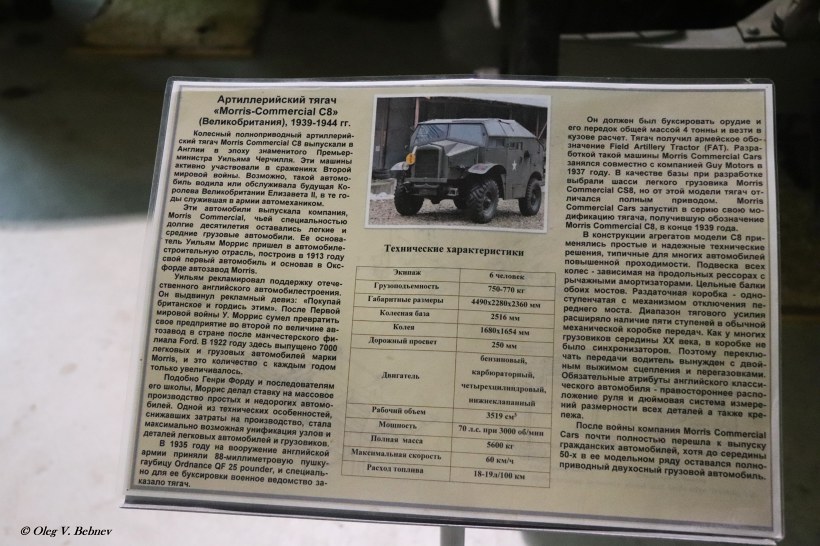 Артиллерийский тягач
«Morris-Commercial C8»
(Великобритания), 1939-1944 гг.
Колесный полноприводный артиллерий-
ский тягач Morris Commercial C8 выпускали в
Англии в эпоху знаменитого Премьер-
министра Уильяма Черчилля. Эти машины
активно участвовали в сражениях Второй
мировой войны. Возможно, такой автомо-
биль водила или обслуживала будущая Ко-
ролева Великобритании Елизавета II, в те го-
ды служившая в армии автомехаником.
Эти автомобили выпускала компания,
Morris Commercial, чьей специальностью
долгие десятилетия оставались легкие и
средние грузовые автомобили. Ее основа-
тель Уильям Моррис пришел в автомобиле-
строительную отрасль, построив в 1913 году
свой первый автомобиль и основав в Окс-
форде автозавод Morris.
Уильям рекламировал поддержку отече-
ственного английского автомобилестроения.
Он выдвинул рекламный девиз: «Покупай
британское и гордись этим». После Первой
мировой войны У. Моррис сумел превратить
свое предприятие во второй по величине ав-
тозавод в стране после манчестерского фи-
лиала Ford. В 1922 году здесь выпущено 7000
легковых и грузовых автомобилей марки
Morris, и это количество с каждым годом
только увеличивалось.
Подобно Генри Форду и последователям
его школы, Моррис делал ставку на массовое
производство простых и недорогих автомо-
билей. Одной из технических особенностей,
снижавших затраты на производство, стала
максимально возможная унификация узлов и
деталей легковых автомобилей и грузовиков.
В 1935 году на вооружение английской
армии приняли 88-миллиметровую пушку-
гаубицу Ordnance QF 25 pounder, и специаль-
но для ее буксировки военное ведомство за-
казало тягач.
Технические характеристики
Экипаж 6 человек
Грузоподъемность 750-770 кг
Габаритные размеры 4490х2280х2360 мм
Колесная база 2516 мм
Колея 1680х1654 мм
Дорожный просвет 250 мм
Двигатель бензиновый,
карбюраторный,
четырехцилиндровый,
нижнеклапанный
Рабочий объем 3519 см³
Мощность 70 л.с. при 3000 об/мин
Полная масса 5600 кг
Максимальная скорость 60 км/ч
Расход топлива 18-19л/100 км
Он должен был буксировать орудие и
его передок общей массой 4 тонны и везти в
кузове расчет. Тягач получил армейское обо-
значение Field Artillery Tractor (FAT). Разра-
боткой такой машины Morris Commercial Cars
занялся совместно с компанией Guy Motors в
1937 году. В качестве базы при разработке
выбрали шасси легкого грузовика Morris
Commercial CS8, но от этой модели тягач от-
личался полным приводом. Morris
Commercial Cars запустил в серию свою мо-
дификацию тягача, получившую обозначение
Morris Commercial C8, в конце 1939 года.
В конструкции агрегатов модели C8 при-
менялись простые и надежные технические
решения, типичные для многих автомобилей
повышенной проходимости. Подвеска всех
колес - зависимая на продольных рессорах с
рычажными амортизаторами. Цельные балки
обоих мостов. Раздаточная коробка - одно-
ступенчатая с механизмом отключения пе-
реднего моста. Диапазон тягового усилия
расширяло наличие пяти ступеней в обычной
механической коробке передач. Как у многих
грузовиков середины XX века, в коробке не
было синхронизаторов. Поэтому переклю-
чать передачи водитель вынужден с двой-
ным выжимом сцепления и перегазовками.
Обязательные атрибуты английского класси-
ческого автомобиля - правостороннее распо-
ложение руля и дюймовая система измере-
ний размерности всех деталей а также кре-
пежа.
После войны компания Morris Commercial
Cars почти полностью перешла к выпуску
гражданских автомобилей, хотя до середины
50-х в ее модельном ряду оставался полно-
приводный двухосный грузовой автомобиль.
© Oleg V. Behnev